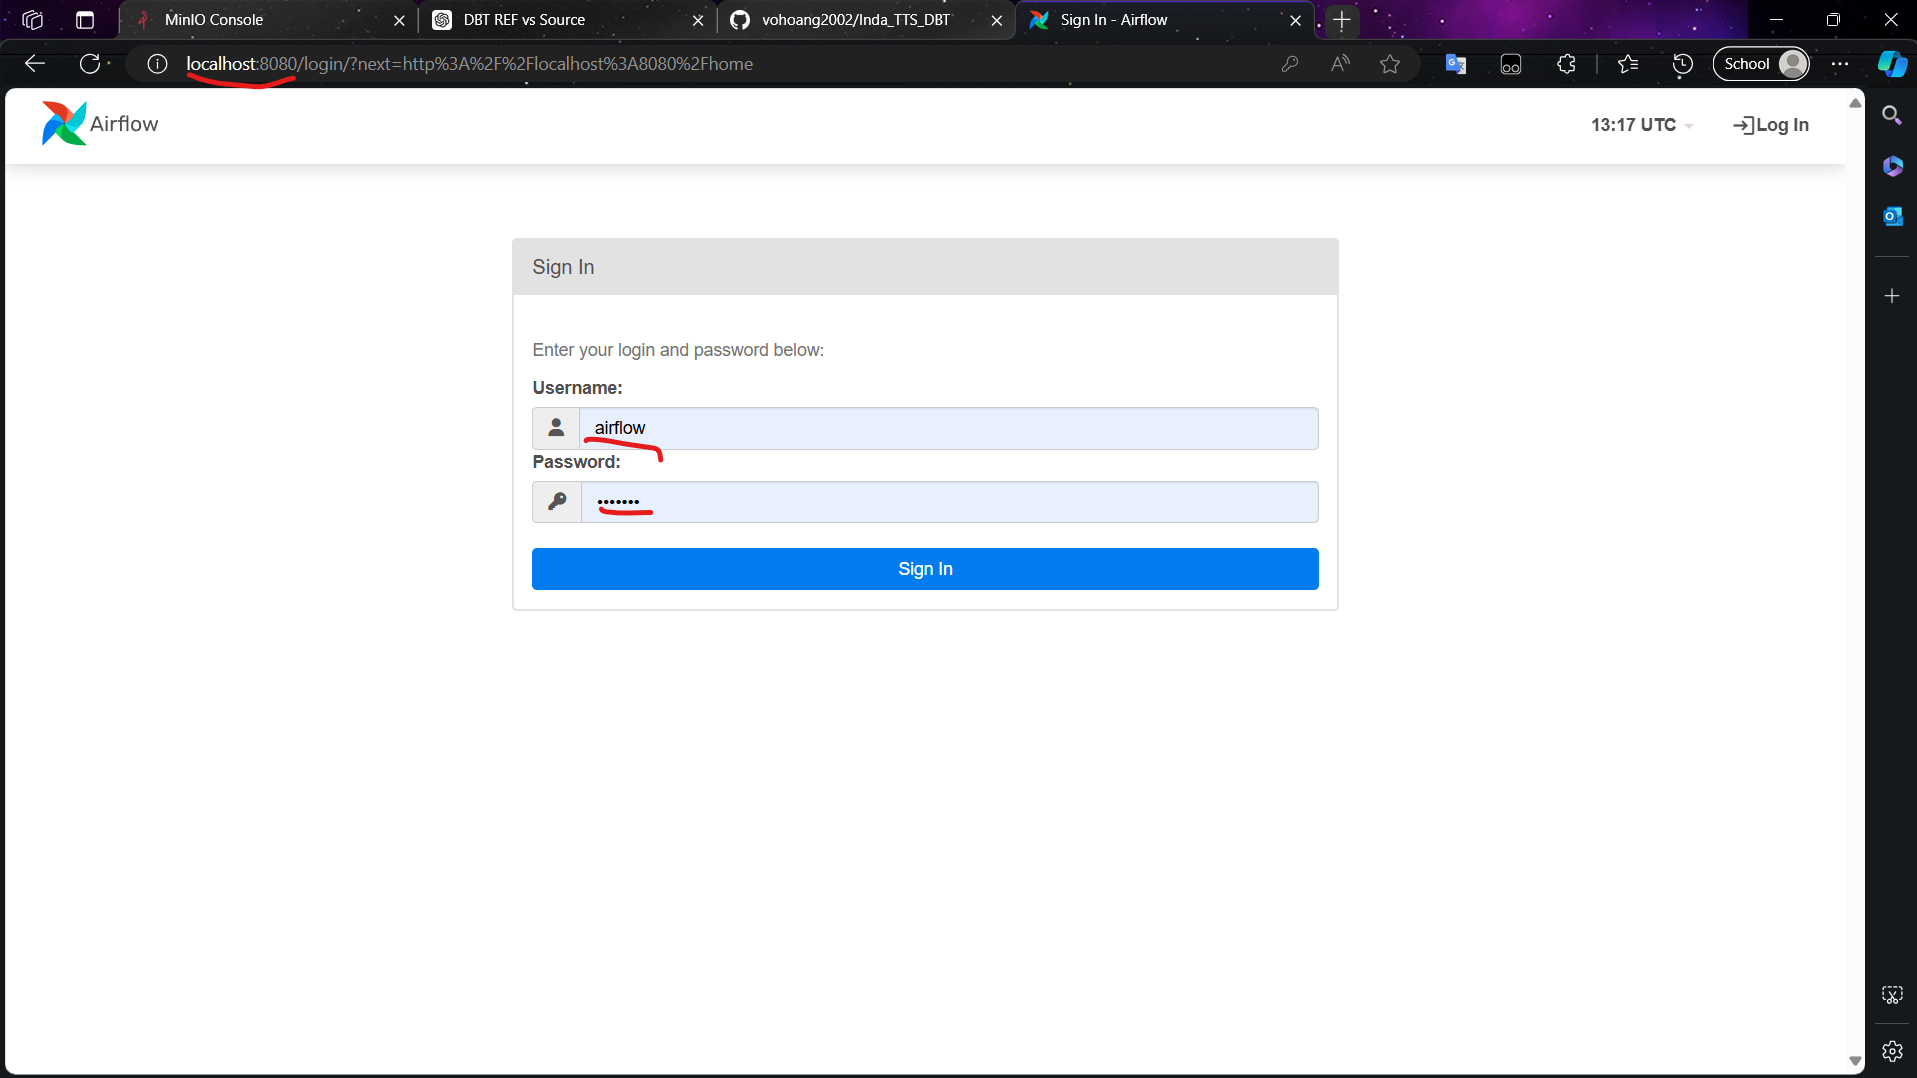 MinIO Console
DBT REF vs Source
vohoang2002/Inda_TTS_DBT
Sign In - Airflow
localhost:8080/login/?next=http%3A%2F%2Flocalhost%3A8080%2Fhome
School
Airflow
13:17 UTC
Log In
Sign In
Enter your login and password below:
Username:
airflow
Password:
•••••••
Sign In